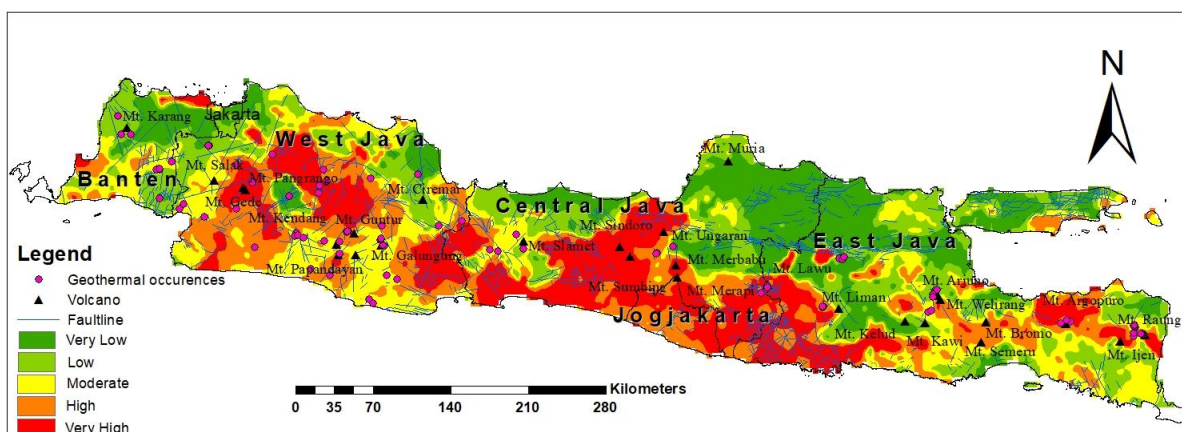 N
Mt. Karang
Jakarta
West Java
Mt. Muria
Banten
Mt. Salak
Mt. Pangrango
Mt. Gede
Mt. Ciremai
Mt. Kendang
Mt. Guntur
Central Java
Mt. Sindoro
Mt. Slamet
Mt. Ungaran
East Java
Mt. Papandayan
Mt. Galunggung
Mt. Merbabu
Mt. Lawu
Mt. Sumbing
Mt. Merapi
Jogjakarta
Mt. Liman
Mt. Arjuno
Mt. Welirang
Mt. Argopuro
Mt. Raung
Mt. Kelud
Mt. Kawi
Mt. Bromo
Mt. Semeru
Mt. Ijen
Legend
Geothermal occurences
Volcano
Faultline
Very Low
Low
Moderate
High
Very High
Kilometers
0 35 70 140 210 280